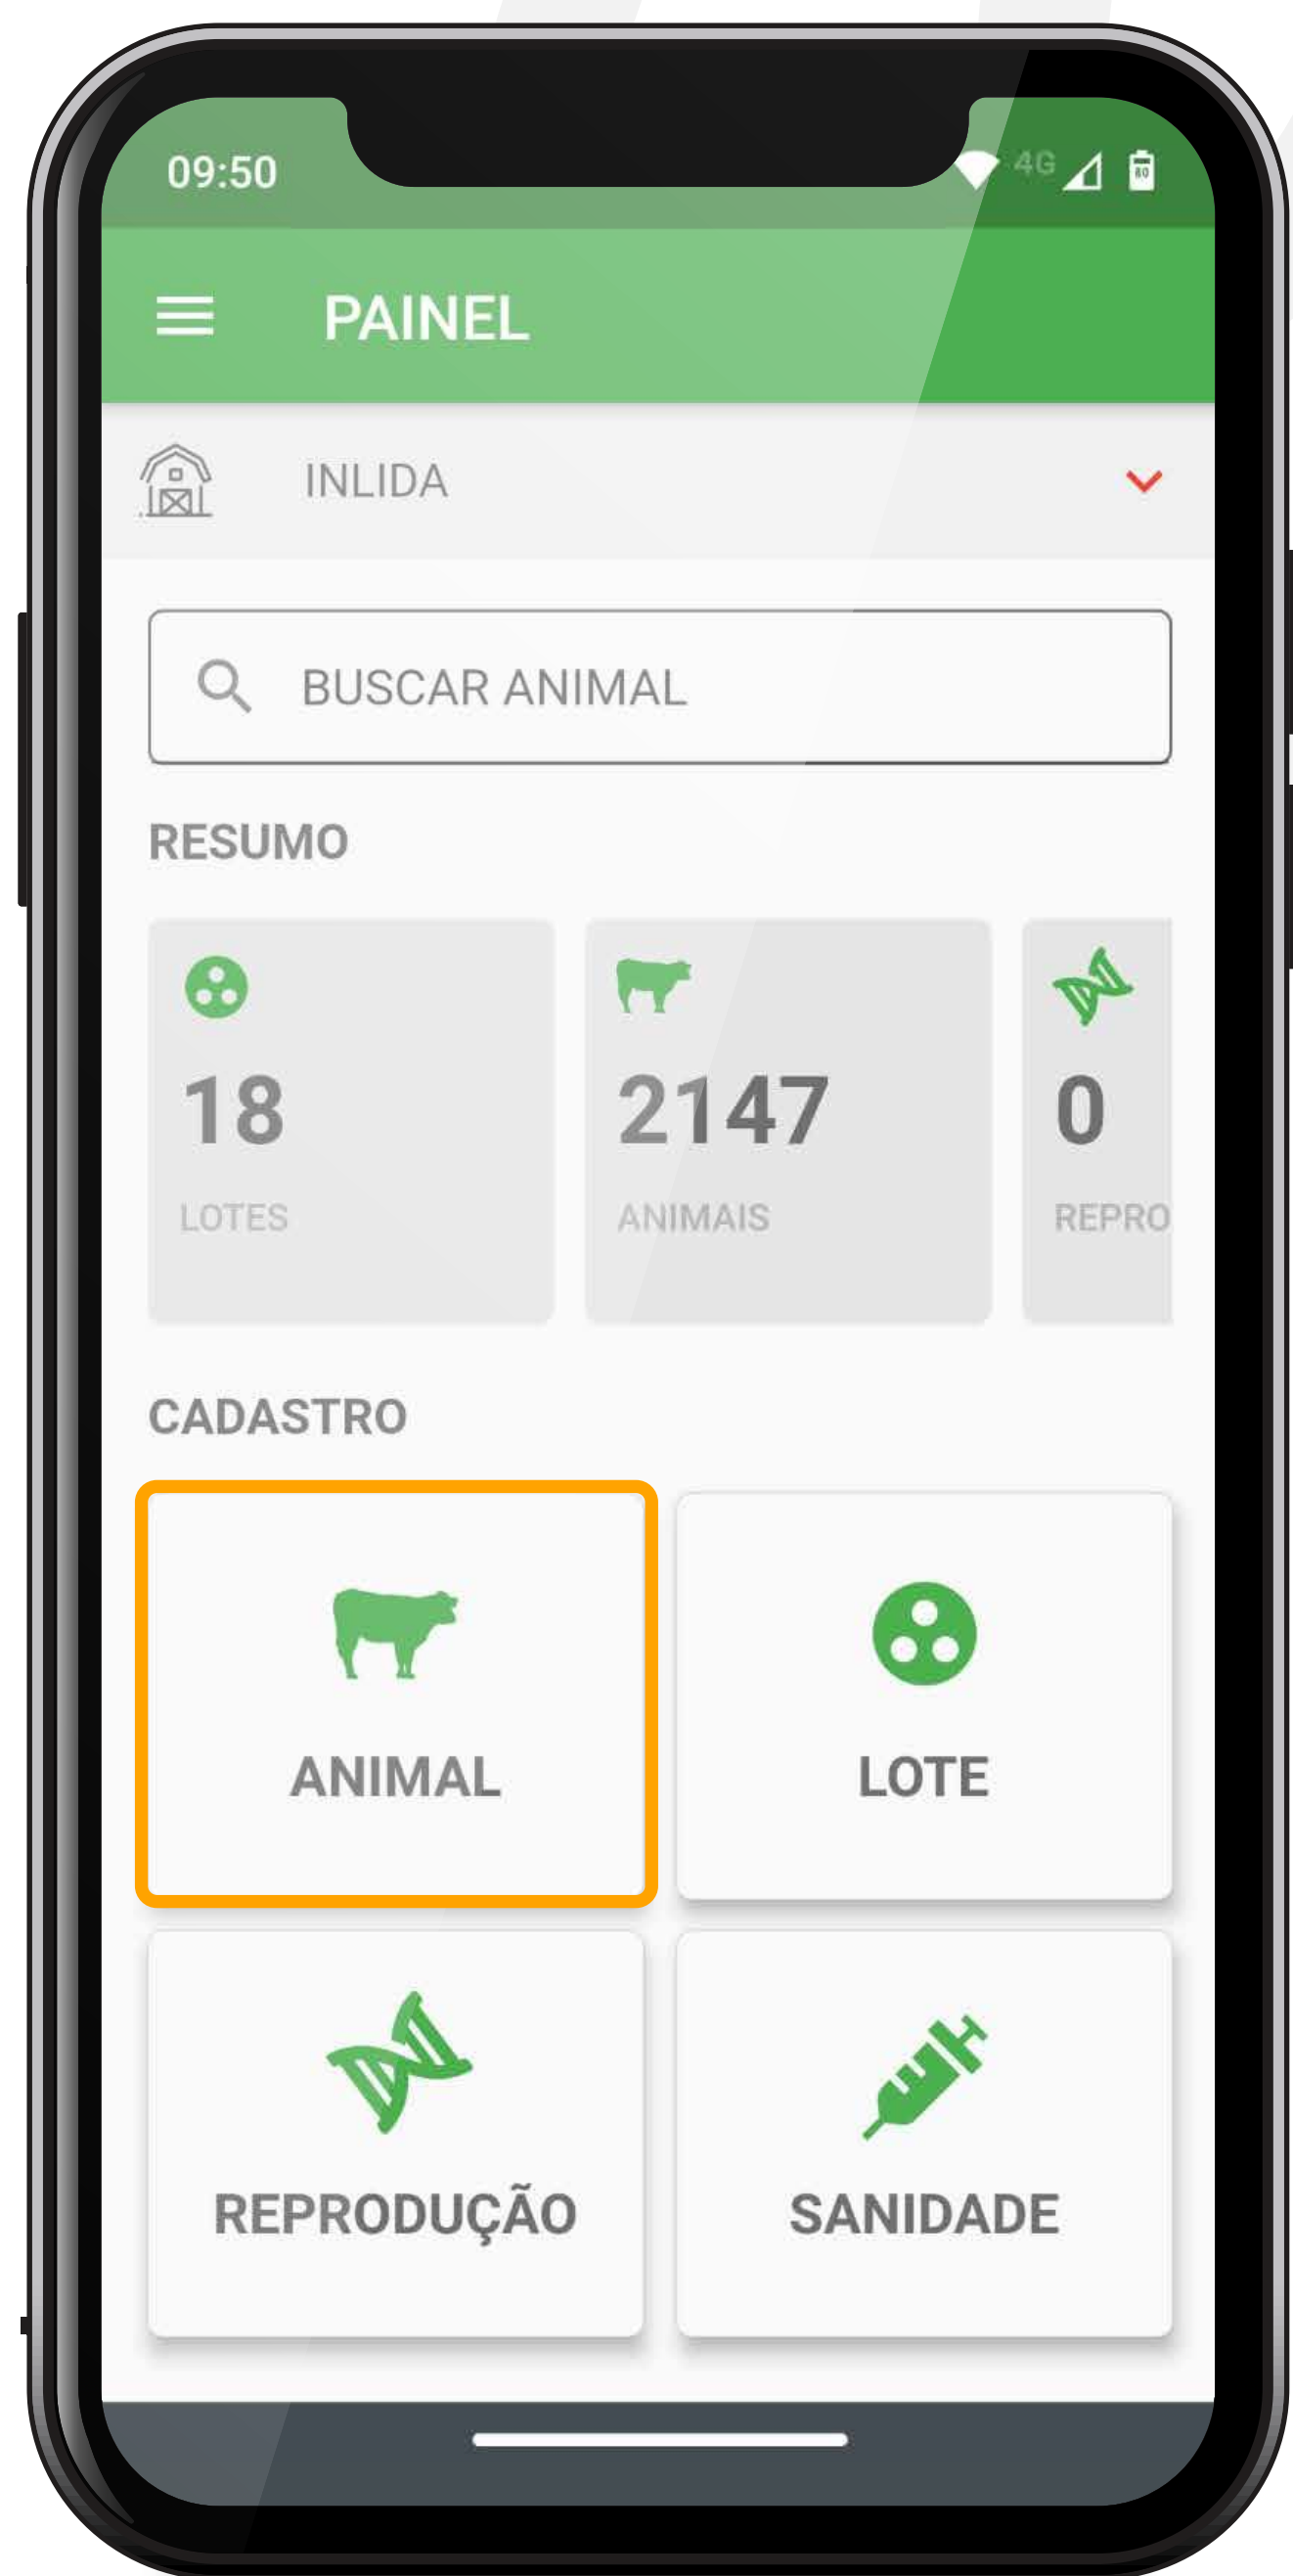 09:50 4G 80
PAINEL
INLIDA
BUSCAR ANIMAL
RESUMO
18 2147 0
LOTES ANIMAIS REPRO
CADASTRO
ANIMAL LOTE
REPRODUÇÃO SANIDADE